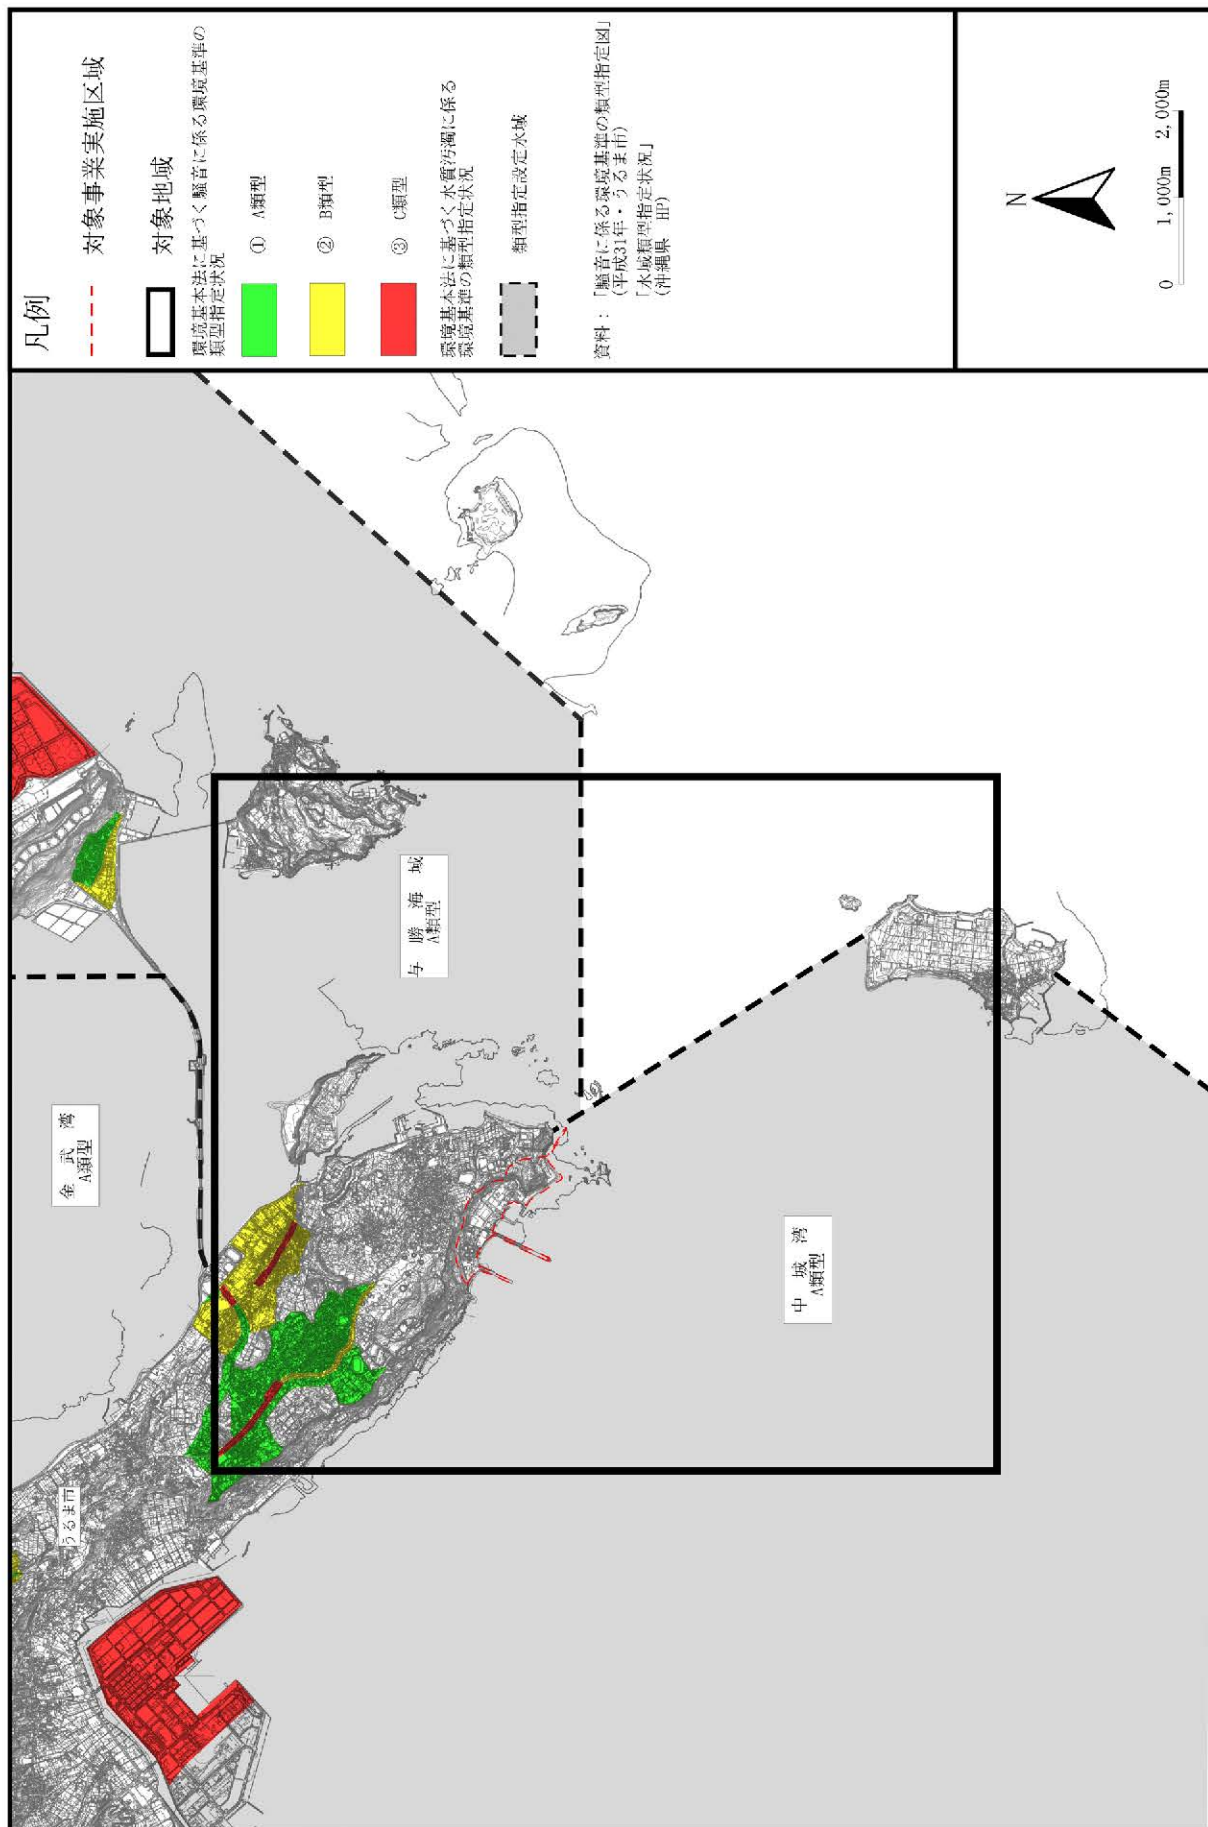 凡例
対象事業実施区域
対象地域
環境基本法に基づく騒音に係る環境基準の
類型指定状況
① A類型
② B類型
③ C類型
環境基本法に基づく水質汚濁に係る
環境基準の類型指定状況
類型指定設定水域
資料：「騒音に係る環境基準の類型指定図」
(平成31年・うるま市)
「水域類型指定状況」
(沖縄県 HP)
N
0 1,000m 2,000m
うるま市
金武湾
A類型
与勝海域
A類型
中城湾
A類型